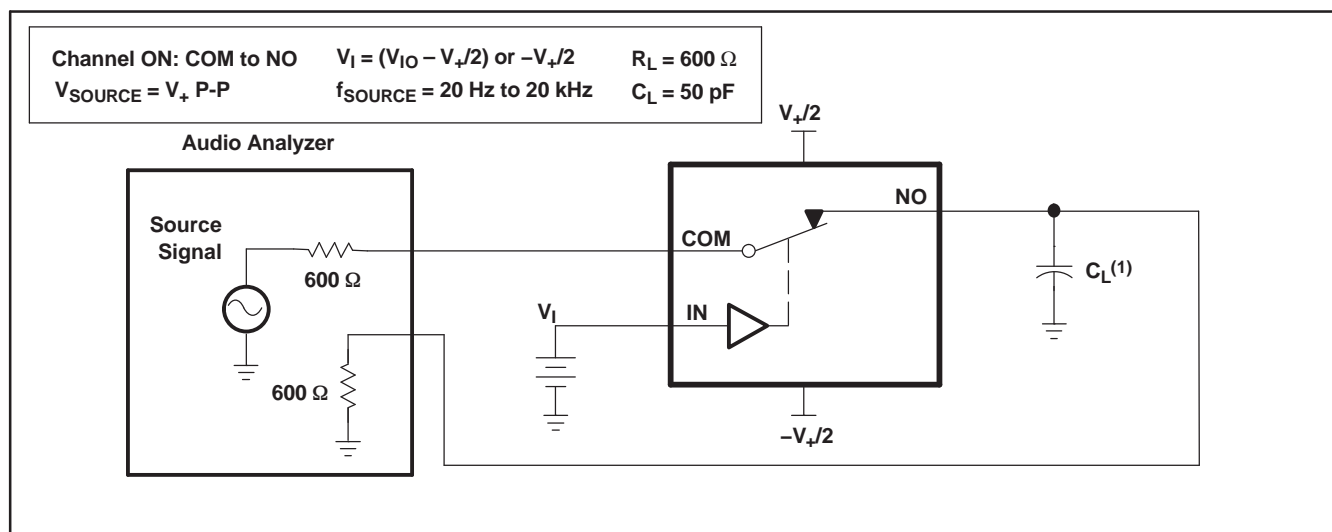 Channel ON: COM to NO V_I = (V_IO – V_+/2) or –V_+/2 R_L = 600 Ω
V_SOURCE = V_+ P-P f_SOURCE = 20 Hz to 20 kHz C_L = 50 pF
Audio Analyzer
V_+/2
NO
Source
Signal
COM
600 Ω
C_L(1)
V_I
IN
600 Ω
–V_+/2